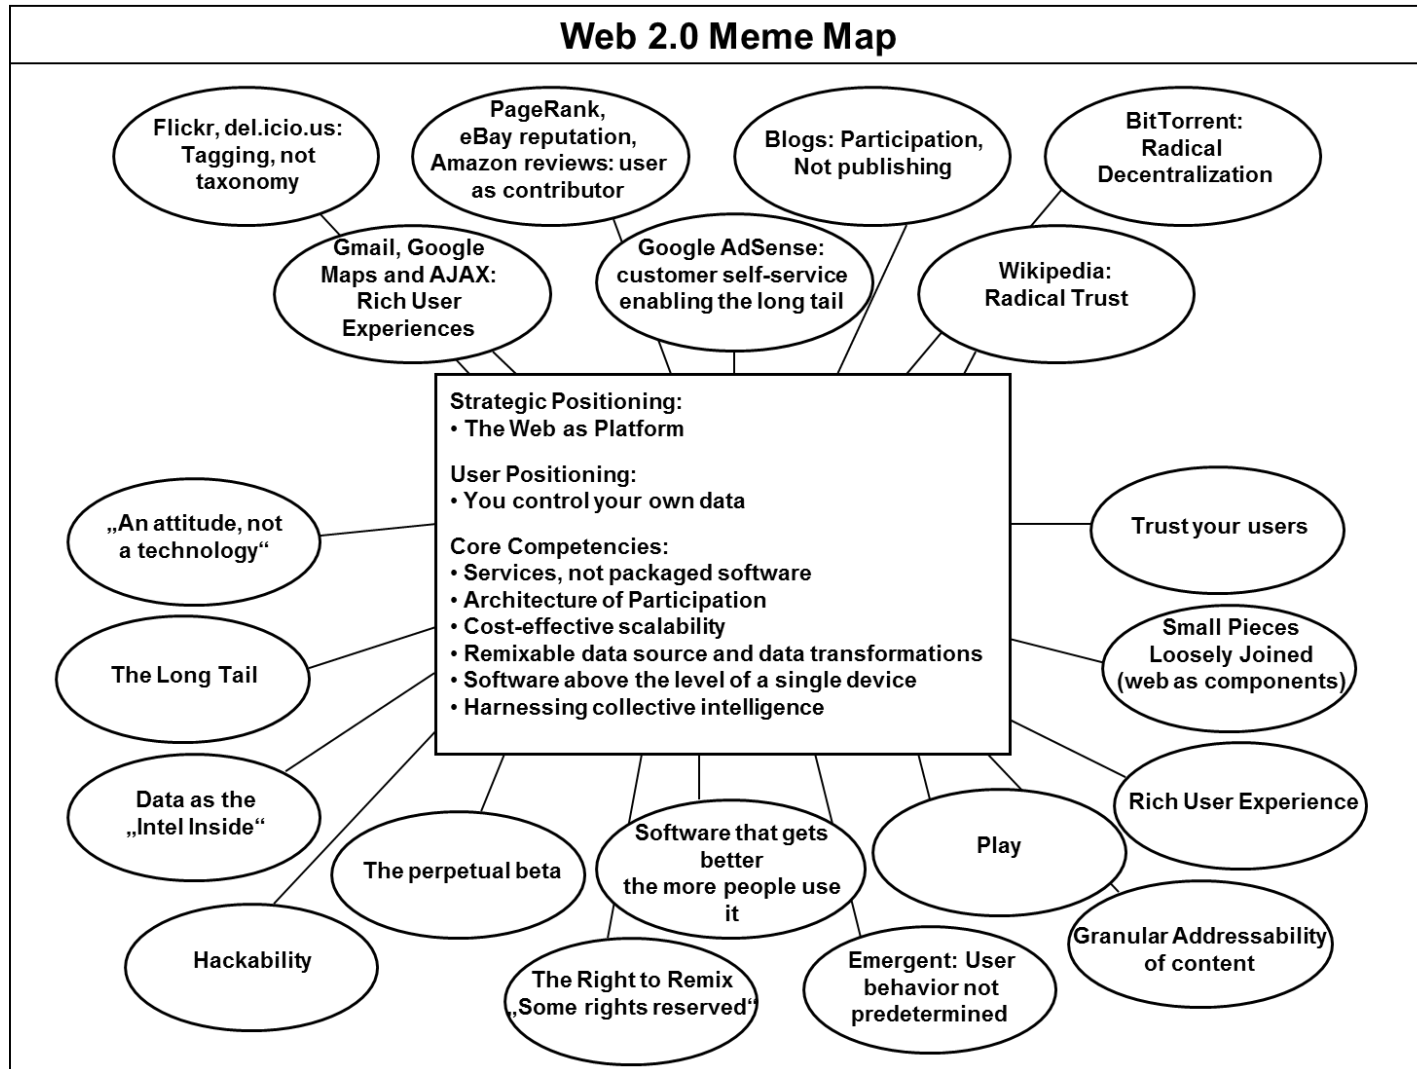 Web 2.0 Meme Map
Flickr, del.icio.us:
Tagging, not
taxonomy
PageRank,
eBay reputation,
Amazon reviews: user
as contributor
Blogs: Participation,
Not publishing
BitTorrent:
Radical
Decentralization
Gmail, Google
Maps and AJAX:
Rich User
Experiences
Google AdSense:
customer self-service
enabling the long tail
Wikipedia:
Radical Trust
Strategic Positioning:
• The Web as Platform
User Positioning:
• You control your own data
Core Competencies:
• Services, not packaged software
• Architecture of Participation
• Cost-effective scalability
• Remixable data source and data transformations
• Software above the level of a single device
• Harnessing collective intelligence
„An attitude, not
a technology“
The Long Tail
Data as the
„Intel Inside“
Hackability
The perpetual beta
The Right to Remix
„Some rights reserved“
Software that gets
better
the more people use
it
Emergent: User
behavior not
predetermined
Play
Granular Addressability
of content
Rich User Experience
Small Pieces
Loosely Joined
(web as components)
Trust your users